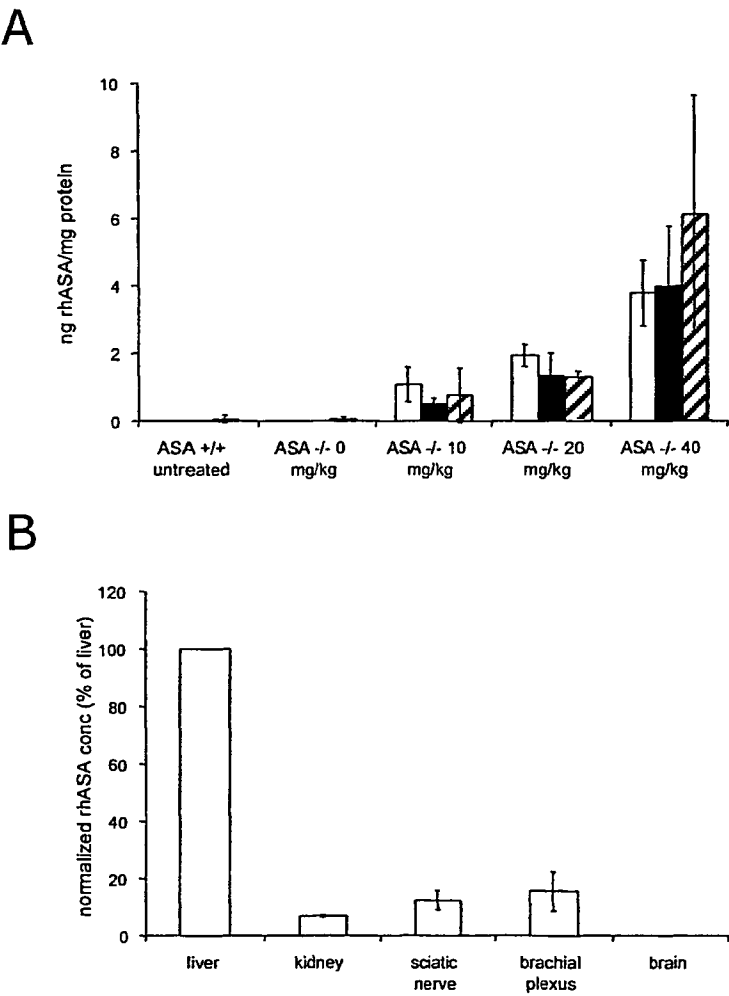 A
10
8
6
4
2
0
ng rhASA/mg protein
ASA +/+
untreated
ASA -/- 0
mg/kg
ASA -/- 10
mg/kg
ASA -/- 20
mg/kg
ASA -/- 40
mg/kg
B
120
100
80
60
40
20
0
normalized rhASA conc (% of liver)
liver
kidney
sciatic
nerve
brachial
plexus
brain